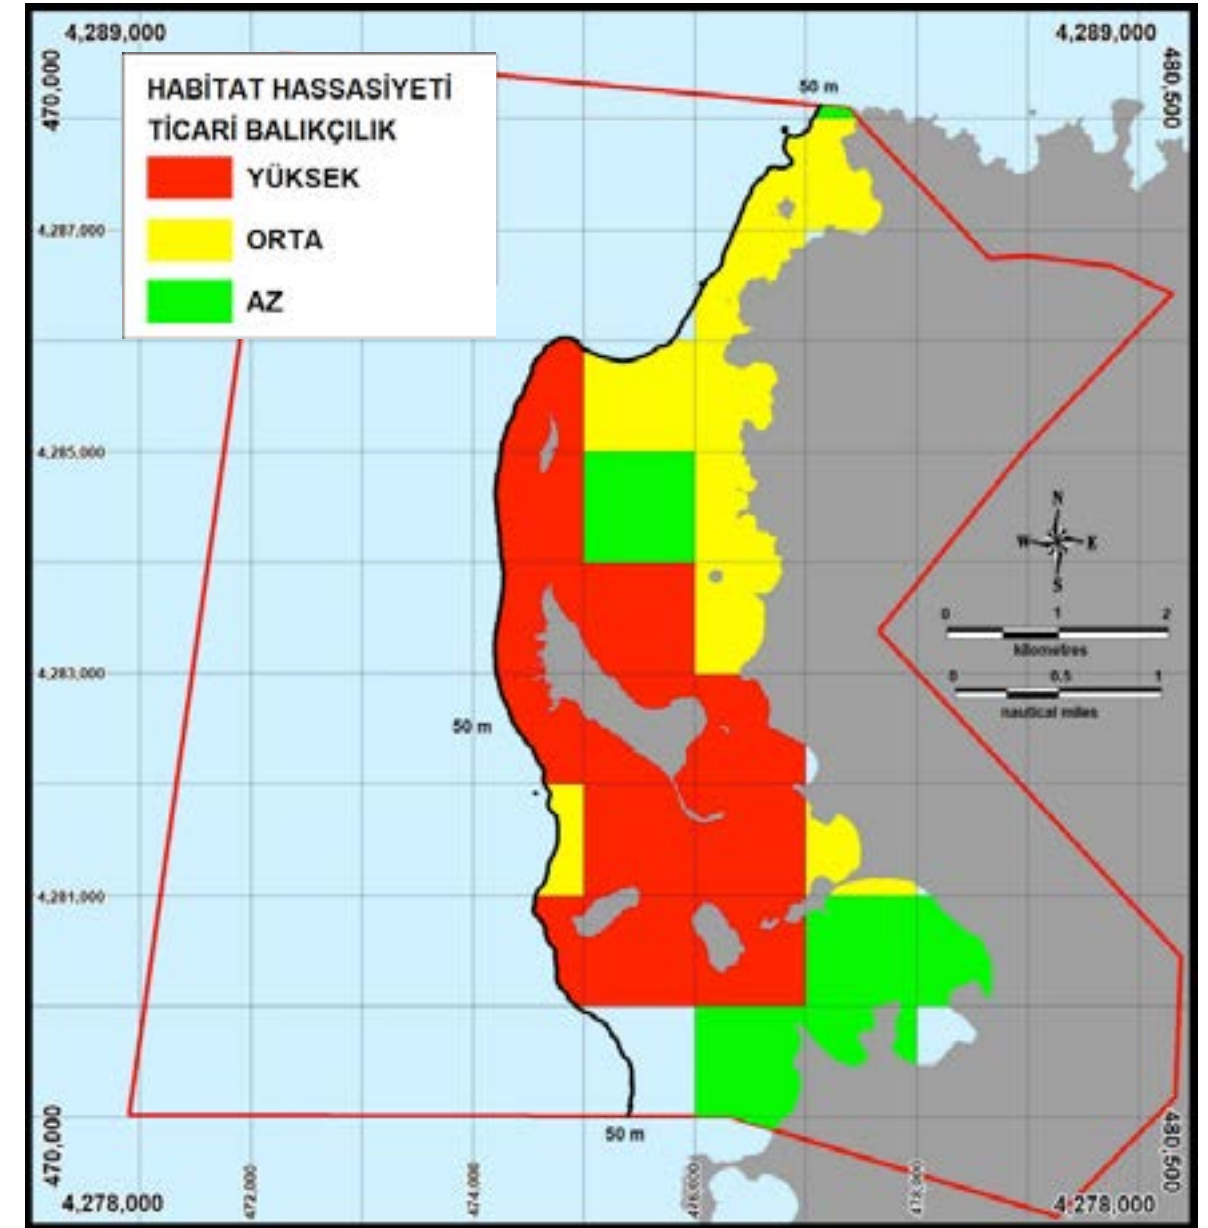 4,289,000
4,289,000
470,000
480,500
HABİTAT HASSASİYETİ
TİCARİ BALIKÇILIK
YÜKSEK
ORTA
AZ
50 m
4,287,000
4,285,000
N
W
E
S
0 1 2
kilometres
4,283,000
0 0.5 1
nautical miles
50 m
4,281,000
50 m
470,000
472,000
474,000
476,000
478,000
480,500
4,278,000
4,278,000